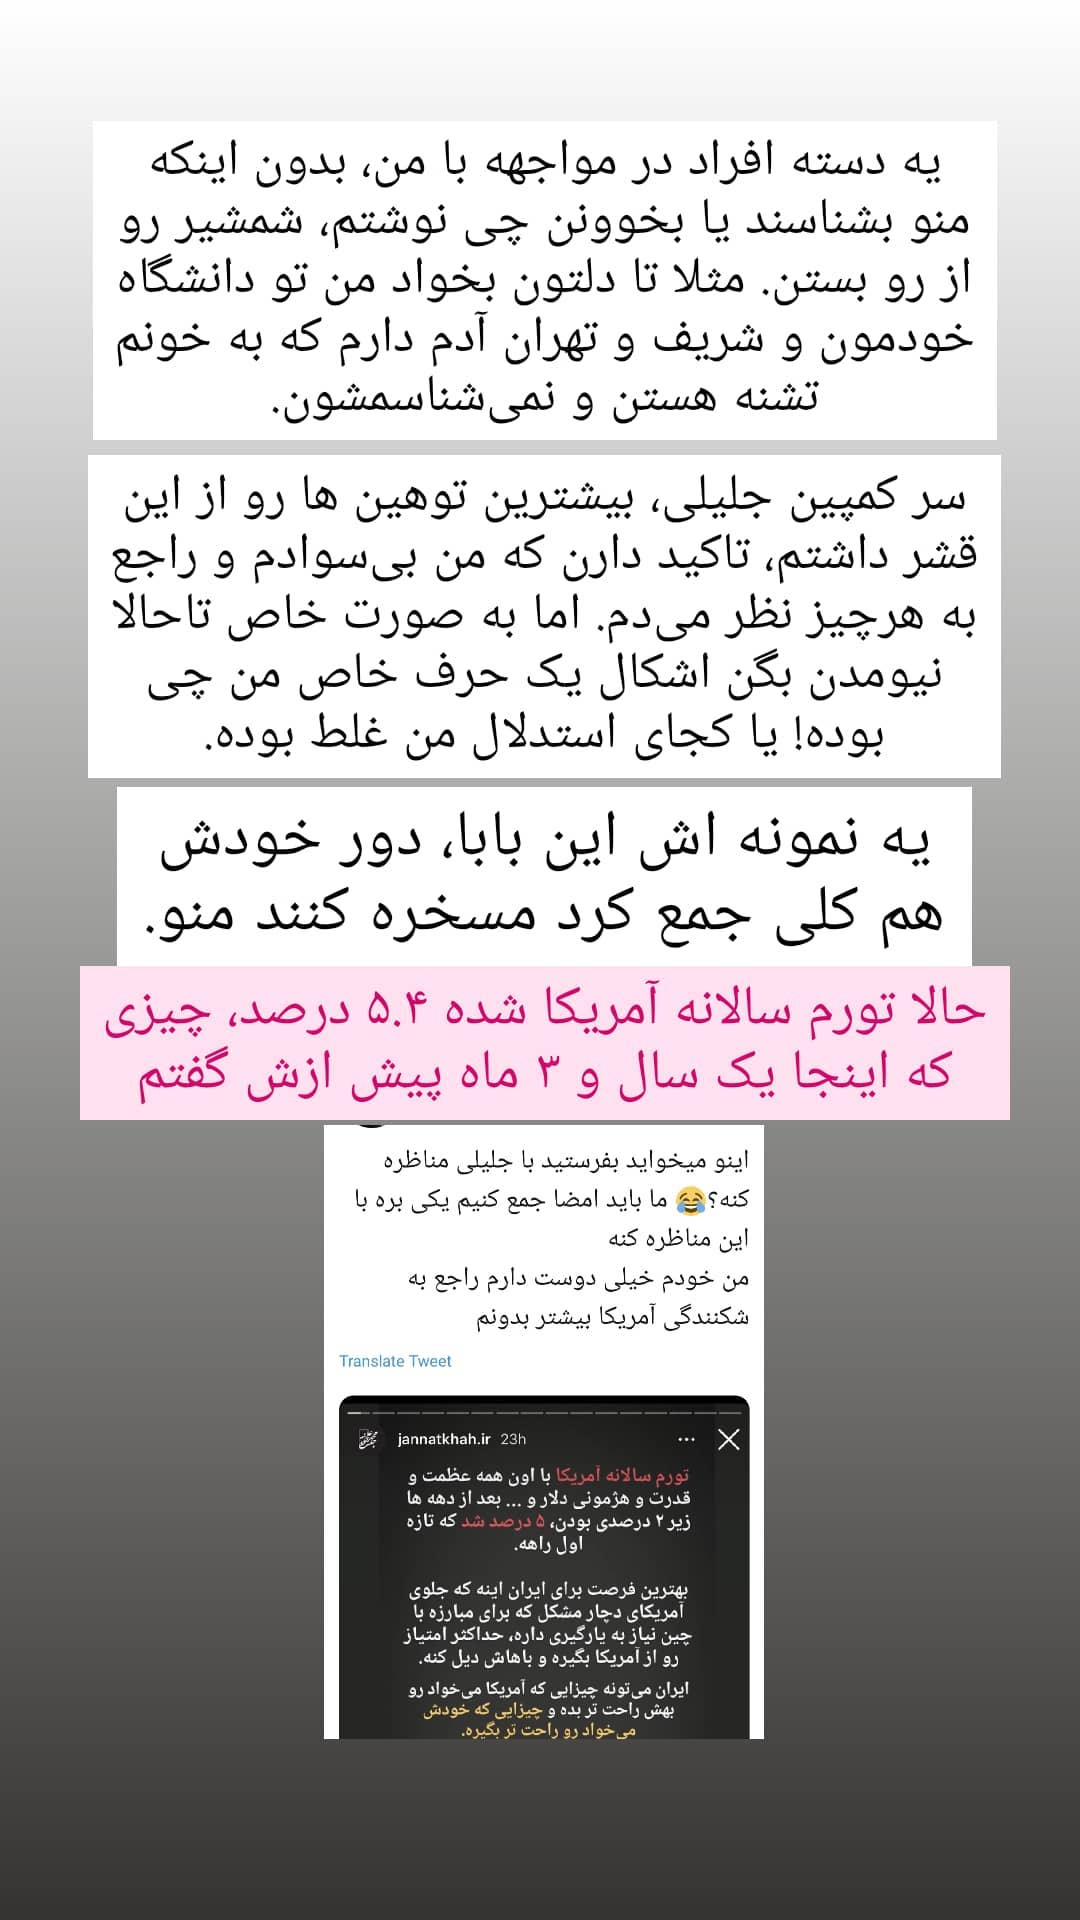 یه دسته افراد در مواجهه با من، بدون اینکه
منو بشناسند یا بخوونن چی نوشتم، شمشیر رو
از رو بستن. مثلا تا دلتون بخواد من تو دانشگاه
خودمون و شریف و تهران آدم دارم که به خونم
تشنه هستن و نمی‌شناسمشون.
سر کمپین جلیلی، بیشترین توهین ها رو از این
قشر داشتم، تاکید دارن که من بی‌سوادم و راجع
به هرچیز نظر می‌دم. اما به صورت خاص تاحالا
نیومدن بگن اشکال یک حرف خاص من چی
بوده! یا کجای استدلال من غلط بوده.
یه نمونه اش این بابا، دور خودش
هم کلی جمع کرد مسخره کنند منو.
حالا تورم سالانه آمریکا شده ۵.۴ درصد، چیزی
که اینجا یک سال و ۳ ماه پیش ازش گفتم
اینو میخواید بفرستید با جلیلی مناظره
کنه؟😂 ما باید امضا جمع کنیم یکی بره با
این مناظره کنه
من خودم خیلی دوست دارم راجع به
شکنندگی آمریکا بیشتر بدونم
Translate Tweet
jannatkhah.ir 23h
تورم سالانه آمریکا با اون همه عظمت و
قدرت و هژمونی دلار و ... بعد از دهه ها
زیر ۲ درصدی بودن، ۵ درصد شد که تازه
اول راهه.
بهترین فرصت برای ایران اینه که جلوی
آمریکای دچار مشکل که برای مبارزه با
چین نیاز به یارگیری داره، حداکثر امتیاز
رو از آمریکا بگیره و باهاش دیل کنه.
ایران می‌تونه چیزایی که آمریکا می‌خواد رو
بهش راحت تر بده و چیزایی که خودش
می‌خواد رو راحت تر بگیره.